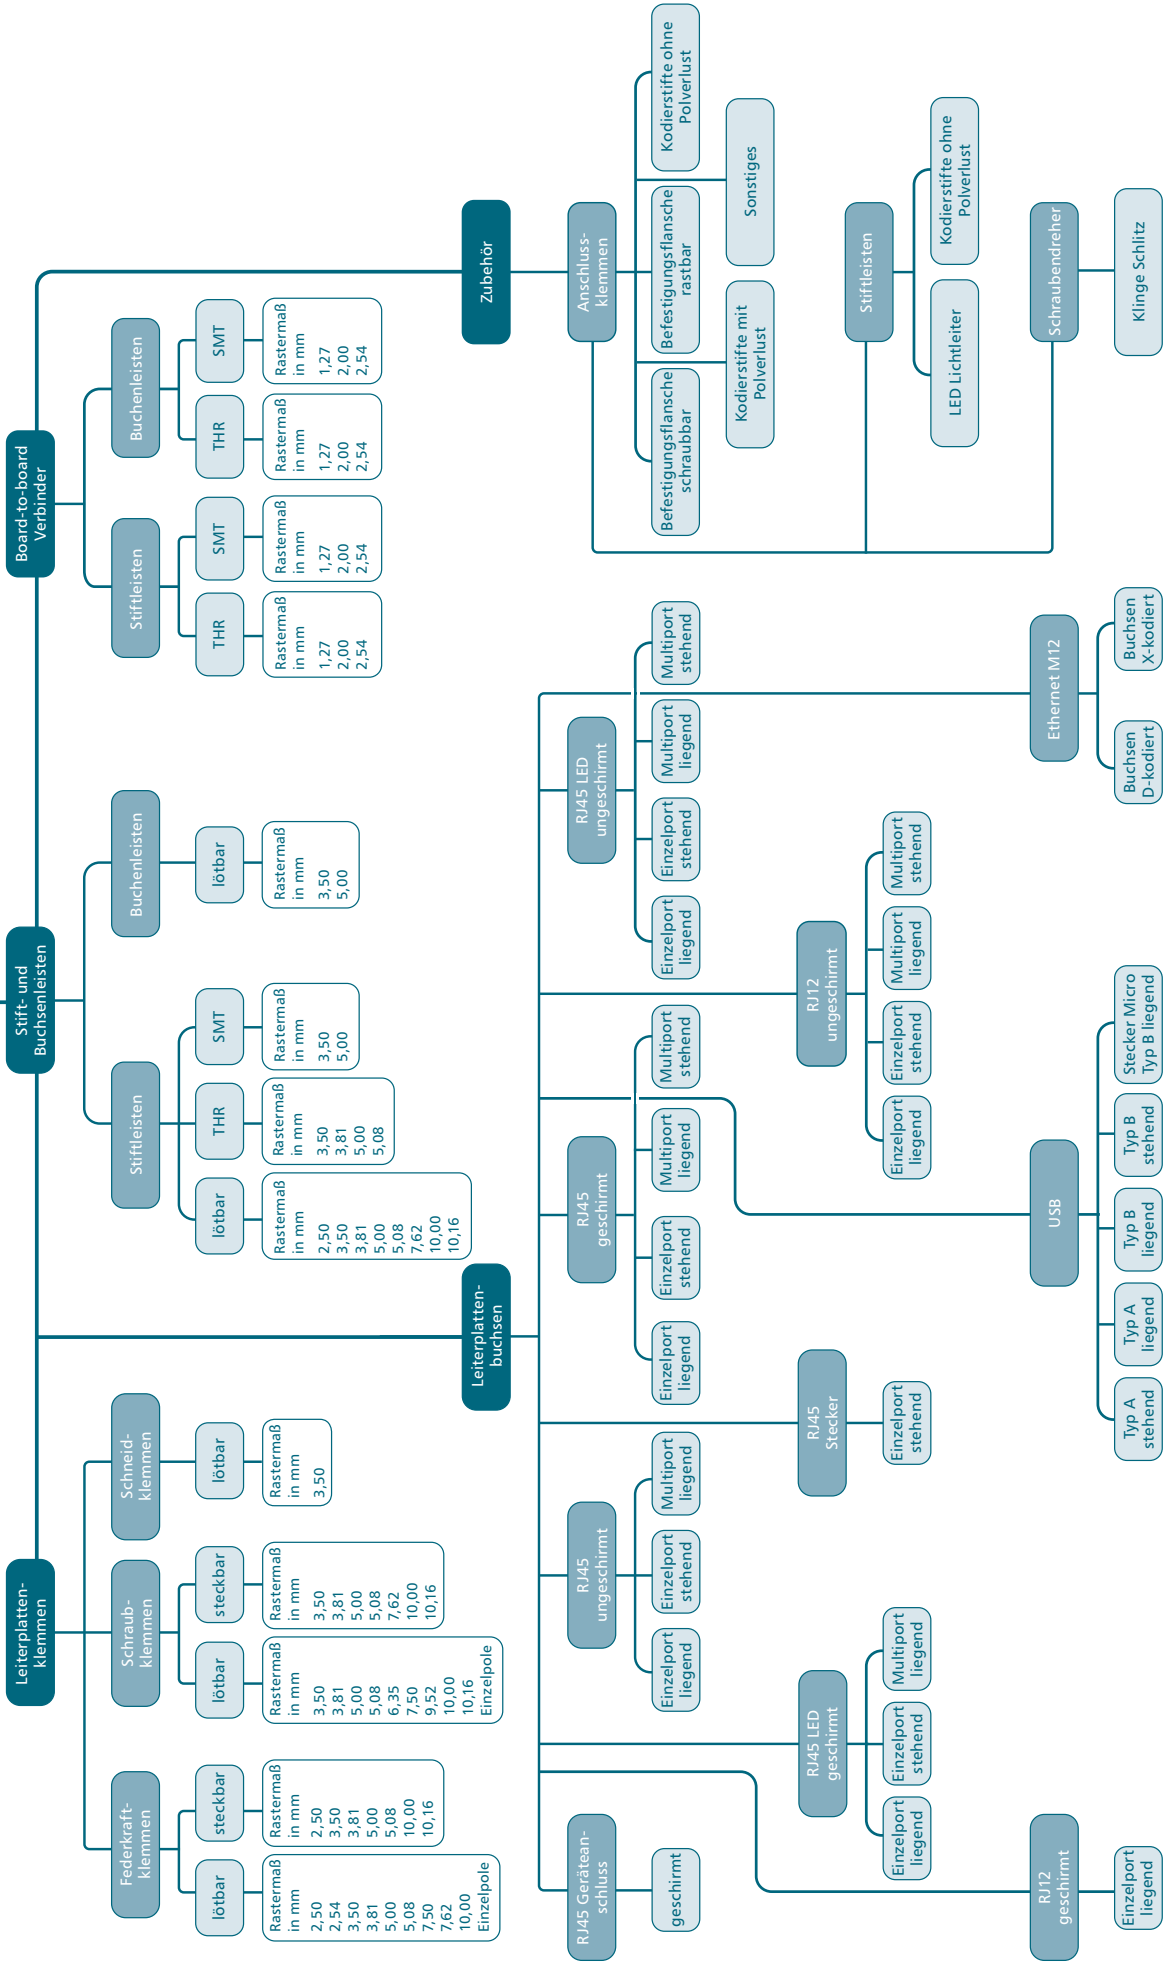 Leiterplatten-
klemmen
Federkraft-
klemmen
lötbar
Rastermaß
in mm
2,50
2,54
3,50
3,81
5,00
5,08
7,50
7,62
10,00
Einzelpole
steckbar
Rastermaß
in mm
2,50
3,50
3,81
5,00
5,08
10,00
10,16
Schraub-
klemmen
lötbar
Rastermaß
in mm
3,50
3,81
5,00
5,08
6,35
7,50
9,52
10,00
10,16
Einzelpole
steckbar
Rastermaß
in mm
3,50
3,81
5,00
5,08
7,62
10,00
10,16
Schneid-
klemmen
lötbar
Rastermaß
in mm
3,50
Stift- und
Buchsenleisten
Stiftleisten
lötbar
Rastermaß
in mm
2,50
3,50
3,81
5,00
5,08
7,62
10,00
10,16
THR
Rastermaß
in mm
3,50
3,81
5,00
5,08
SMT
Rastermaß
in mm
3,50
5,00
Buchenleisten
lötbar
Rastermaß
in mm
3,50
5,00
Board-to-board
Verbinder
Stiftleisten
THR
Rastermaß
in mm
1,27
2,00
2,54
SMT
Rastermaß
in mm
1,27
2,00
2,54
Buchenleisten
THR
Rastermaß
in mm
1,27
2,00
2,54
SMT
Rastermaß
in mm
1,27
2,00
2,54
Leiterplatten-
buchsen
RJ45 Gerätean-
schluss
geschirmt
RJ45
ungeschirmt
Einzelport
liegend
Einzelport
stehend
Multiport
liegend
RJ45
geschirmt
Einzelport
liegend
Einzelport
stehend
Multiport
liegend
Multiport
stehend
RJ45 LED
ungeschirmt
Einzelport
liegend
Einzelport
stehend
Multiport
liegend
Multiport
stehend
RJ45 LED
geschirmt
Einzelport
liegend
Einzelport
stehend
Multiport
liegend
RJ45
Stecker
Einzelport
stehend
RJ12
ungeschirmt
Einzelport
liegend
Einzelport
stehend
Multiport
liegend
Multiport
stehend
RJ12
geschirmt
Einzelport
liegend
USB
Typ A
stehend
Typ A
liegend
Typ B
liegend
Typ B
stehend
Stecker Micro
Typ B liegend
Ethernet M12
Buchsen
D-kodiert
Buchsen
X-kodiert
Zubehör
Anschluss-
klemmen
Befestigungsflansche
schraubbar
Befestigungsflansche
rastbar
Kodierstifte ohne
Polverlust
Kodierstifte mit
Polverlust
Sonstiges
Stiftleisten
LED Lichtleiter
Kodierstifte ohne
Polverlust
Schraubendreher
Klinge Schlitz